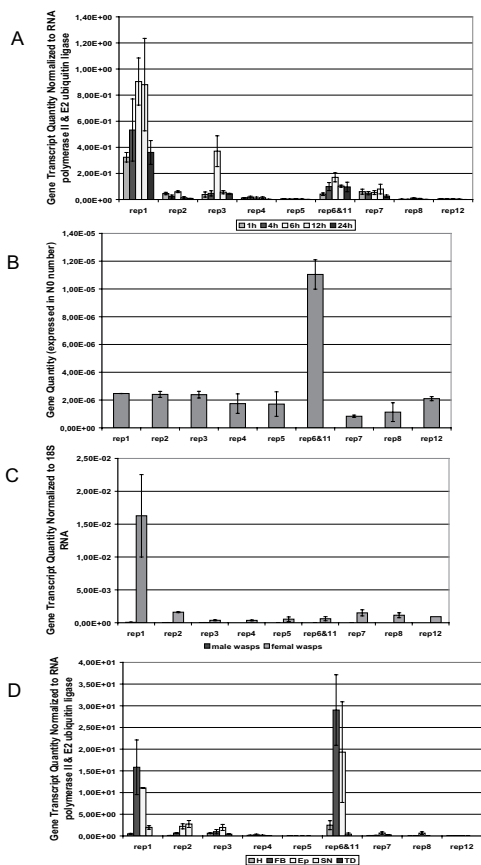 A
Gene Transcript Quantity Normalized to RNA
polymerase II & E2 ubiquitin ligase
1,40E+00
1,20E+00
1,00E+00
8,00E-01
6,00E-01
4,00E-01
2,00E-01
0,00E+00
rep1 rep2 rep3 rep4 rep5 rep6&11 rep7 rep8 rep12
1h 4h 6h 12h 24h
B
Gene Quantity (expressed in N0 number)
1,40E-05
1,20E-05
1,00E-05
8,00E-06
6,00E-06
4,00E-06
2,00E-06
0,00E+00
rep1 rep2 rep3 rep4 rep5 rep6&11 rep7 rep8 rep12
C
Gene Transcript Quantity Normalized to 18S
RNA
2,50E-02
2,00E-02
1,50E-02
1,00E-02
5,00E-03
0,00E+00
rep1 rep2 rep3 rep4 rep5 rep6&11 rep7 rep8 rep12
male wasps femal wasps
D
Gene Transcript Quantity Normalized to RNA
polymerase II & E2 ubiquitin ligase
4,00E+01
3,50E+01
3,00E+01
2,50E+01
2,00E+01
1,50E+01
1,00E+01
5,00E+00
0,00E+00
rep1 rep2 rep3 rep4 rep5 rep6&11 rep7 rep8 rep12
H FB Ep SN TD